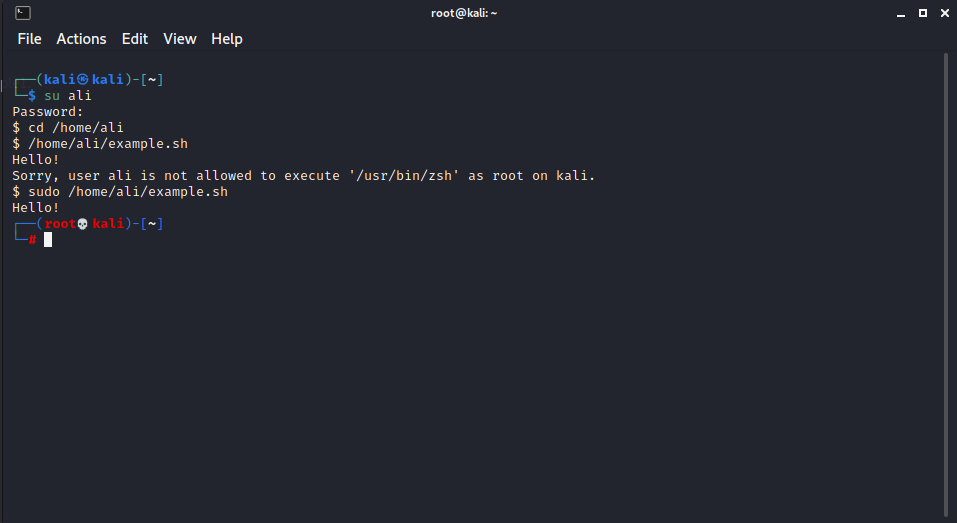 root@kali: ~
File Actions Edit View Help
┌──(kali㉿kali)-[~]
└─$ su ali
Password:
$ cd /home/ali
$ /home/ali/example.sh
Hello!
Sorry, user ali is not allowed to execute '/usr/bin/zsh' as root on kali.
$ sudo /home/ali/example.sh
Hello!
┌──(root💀kali)-[~]
└─#